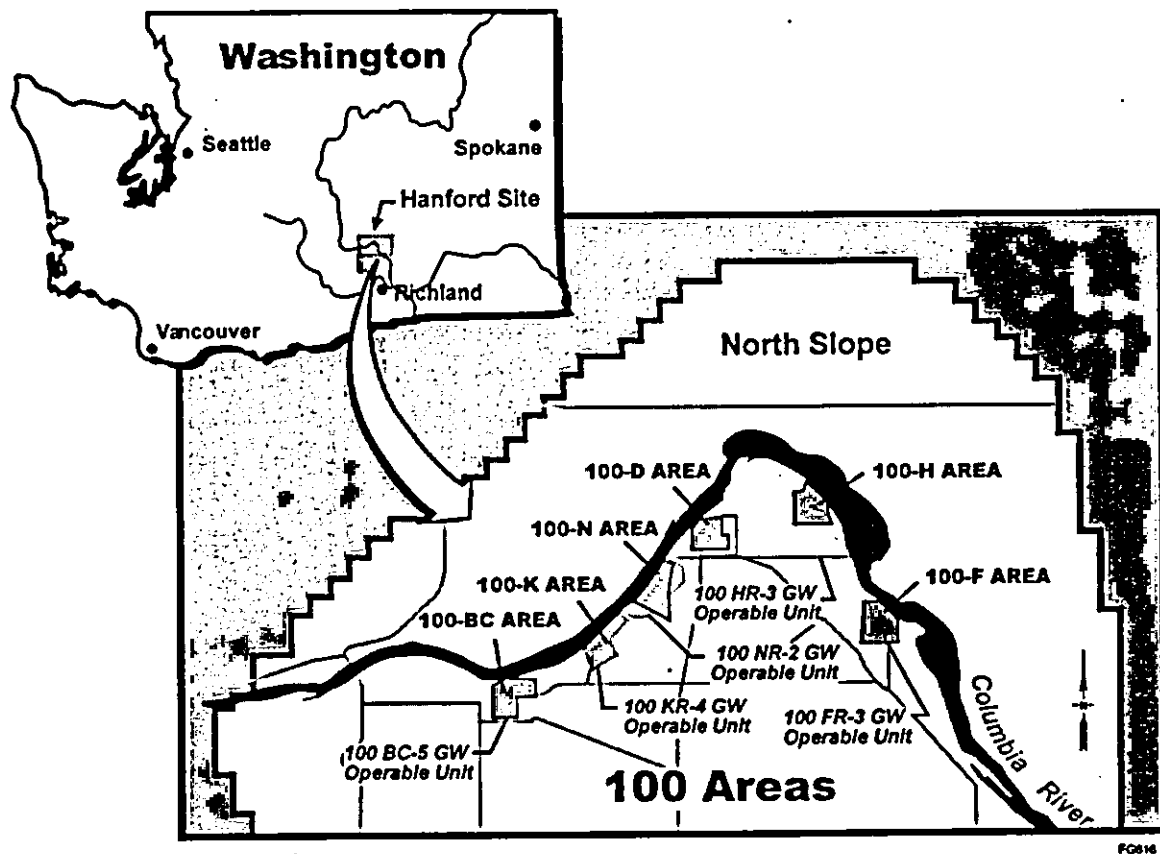 Washington
Seattle
Spokane
Hanford Site
Richland
Vancouver
North Slope
100-D AREA
100-H AREA
100-N AREA
100-K AREA
100-F AREA
100-BC AREA
100 HR-3 GW
Operable Unit
100 NR-2 GW
Operable Unit
100 KR-4 GW
Operable Unit
100 FR-3 GW
Operable Unit
100 BC-5 GW
Operable Unit
Columbia River
100 Areas
FG616